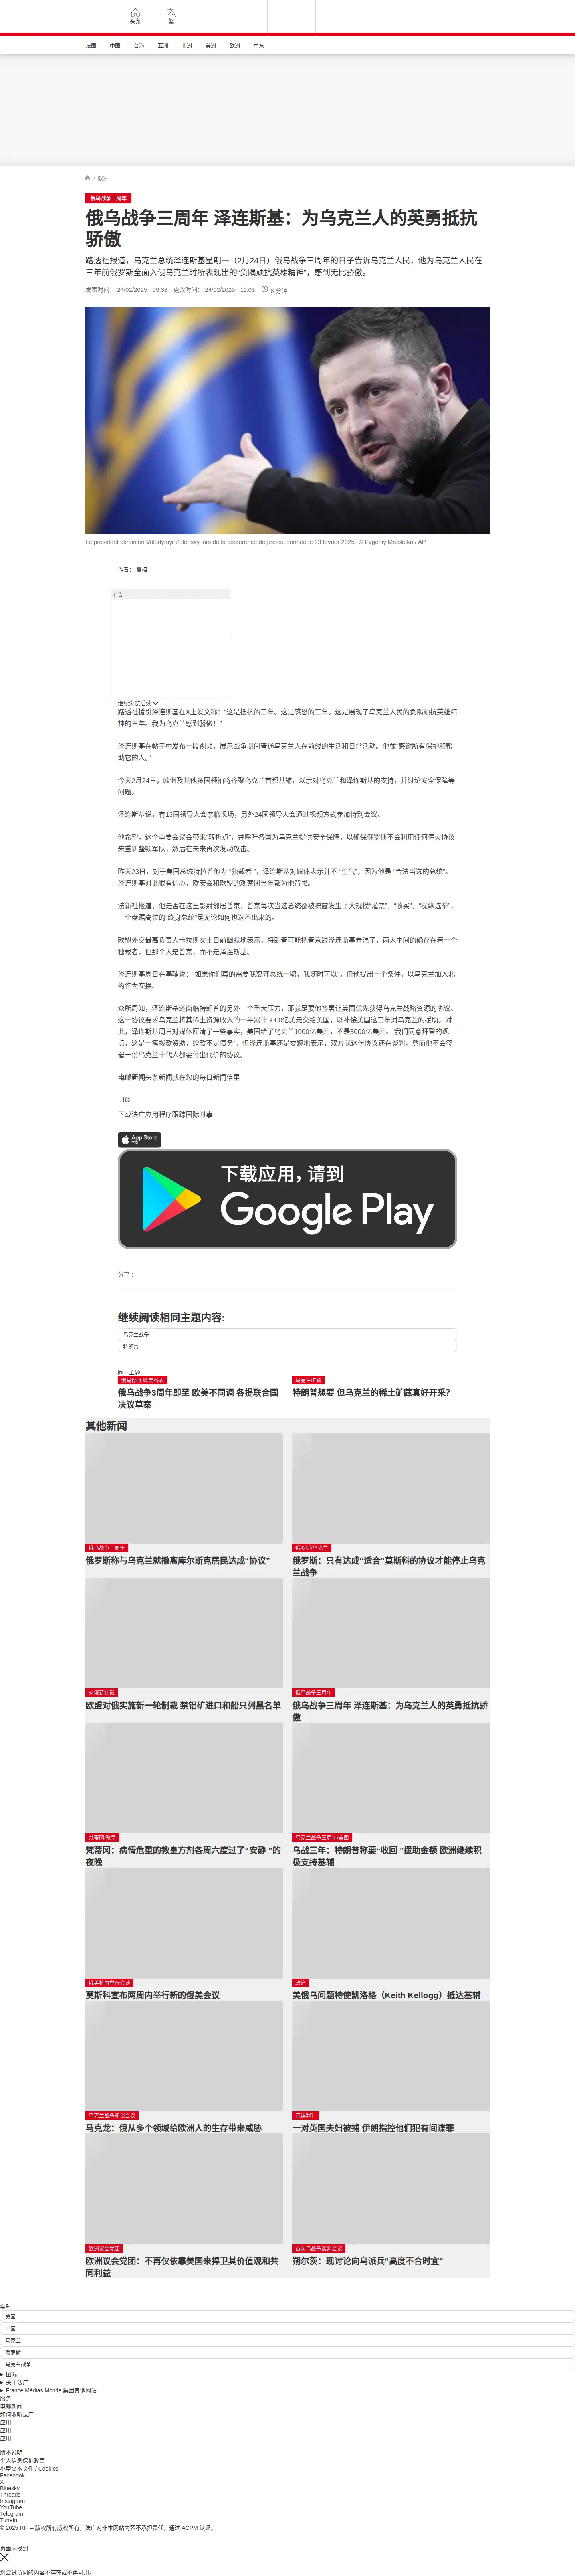 头条
繁
法国
中国
台海
亚洲
非洲
美洲
欧洲
中东
/ 欧洲
俄乌战争三周年
俄乌战争三周年 泽连斯基：为乌克兰人的英勇抵抗
骄傲
路透社报道，乌克兰总统泽连斯基星期一（2月24日）俄乌战争三周年的日子告诉乌克兰人民，他为乌克兰人民在
三年前俄罗斯全面入侵乌克兰时所表现出的“负隅顽抗英雄精神”，感到无比骄傲。
发表时间： 24/02/2025 - 09:38 更改时间： 24/02/2025 - 11:03 6 分钟
Le président ukrainien Volodymyr Zelensky lors de la conférence de presse donnée le 23 février 2025. © Evgeniy Maloletka / AP
作者： 夏榕
广告
继续浏览后续
路透社援引泽连斯基在X上发文称：“这是抵抗的三年。这是感恩的三年。这是展现了乌克兰人民的负隅顽抗英雄精
神的三年。我为乌克兰感到骄傲！”
泽连斯基在帖子中发布一段视频，展示战争期间普通乌克兰人在前线的生活和日常活动。他並“感谢所有保护和帮
助它的人。”
今天2月24日，欧洲及其他多国领袖将齐聚乌克兰首都基辅，以示对乌克兰和泽连斯基的支持，并讨论安全保障等
问题。
泽连斯基说，有13国领导人会亲临现场，另外24国领导人会通过视频方式参加特别会议。
他希望，这个重要会议会带来“转折点”，并呼吁各国为乌克兰提供安全保障，以确保俄罗斯不会利用任何停火协议
来重新整顿军队，然后在未来再次发动攻击。
昨天23日，对于美国总统特拉普他为 “独裁者 ”，泽连斯基对媒体表示并不 “生气”，因为他是 “合法当选的总统”。
泽连斯基对此很有信心，欧安会和欧盟的观察团当年都为他背书。
法新社报道，他是否在这里影射邻居普京，普京每次当选总统都被揭露发生了大规模“灌票”，“收买”，“操纵选举”，
一个盘踞高位的“终身总统”是无论如何也选不出来的。
欧盟外交最高负责人卡拉斯女士日前幽默地表示，特朗普可能把普京跟泽连斯基弄混了，两人中间的确存在着一个
独裁者，但那个人是普京，而不是泽连斯基。
泽连斯基周日在基辅说：“如果你们真的需要我离开总统一职，我随时可以”，但他提出一个条件，以乌克兰加入北
约作为交换。
众所周知，泽连斯基还面临特朗普的另外一个重大压力，那就是要他签署让美国优先获得乌克兰战略资源的协议。
这一协议要求乌克兰将其稀土资源收入的一半累计5000亿美元交给美国，以补偿美国这三年对乌克兰的援助。对
此，泽连斯基周日对媒体厘清了一些事实，美国给了乌克兰1000亿美元，不是5000亿美元。“我们同意拜登的观
点，这是一笔拨款资助，赠款不是债务”。但泽连斯基还是委婉地表示，双方就这份协议还在谈判，然而他不会签
署一份乌克兰十代人都要付出代价的协议。
电邮新闻头条新闻就在您的每日新闻信里
订阅
下载法广应用程序跟踪国际时事
App Store
下载
下载应用，请到
Google Play
分享 :
继续阅读相同主题内容:
乌克兰战争
特朗普
同一主题
俄乌停战 欧美各表
俄乌战争3周年即至 欧美不同调 各提联合国
决议草案
乌克兰矿藏
特朗普想要 但乌克兰的稀土矿藏真好开采？
其他新闻
俄乌战争三周年
俄罗斯称与乌克兰就撤离库尔斯克居民达成“协议”
俄罗斯/乌克兰
俄罗斯：只有达成“适合”莫斯科的协议才能停止乌克
兰战争
对俄新制裁
欧盟对俄实施新一轮制裁 禁铝矿进口和船只列黑名单
俄乌战争三周年
俄乌战争三周年 泽连斯基：为乌克兰人的英勇抵抗骄
傲
梵蒂冈/教皇
梵蒂冈：病情危重的教皇方剂各周六度过了“安静 ”的
夜晚
乌克兰战争三周年/美国
乌战三年：特朗普称要“收回 ”援助金额 欧洲继续积
极支持基辅
俄美将再举行会谈
莫斯科宣布两周内举行新的俄美会议
政治
美俄乌问题特使凯洛格（Keith Kellogg）抵达基辅
乌克兰战争和谈会议
马克龙：俄从多个领域给欧洲人的生存带来威胁
间谍罪？
一对英国夫妇被捕 伊朗指控他们犯有间谍罪
欧洲议会党团
欧洲议会党团：不再仅依靠美国来捍卫其价值观和共
同利益
首次乌战争谈判会议
朔尔茨：现讨论向乌派兵“高度不合时宜”
实时
美国
中国
乌克兰
俄罗斯
乌克兰战争
国际
关于法广
France Médias Monde 集团其他网站
服务
电邮新闻
如何收听法广
应用
应用
应用
版本说明
个人信息保护政策
小型文本文件 / Cookies
Facebook
X
Bluesky
Threads
Instagram
YouTube
Telegram
TuneIn
© 2025 RFI – 版权所有版权所有。法广对非本网站内容不承担责任。通过 ACPM 认证。
页面未找到
您尝试访问的内容不存在或不再可用。